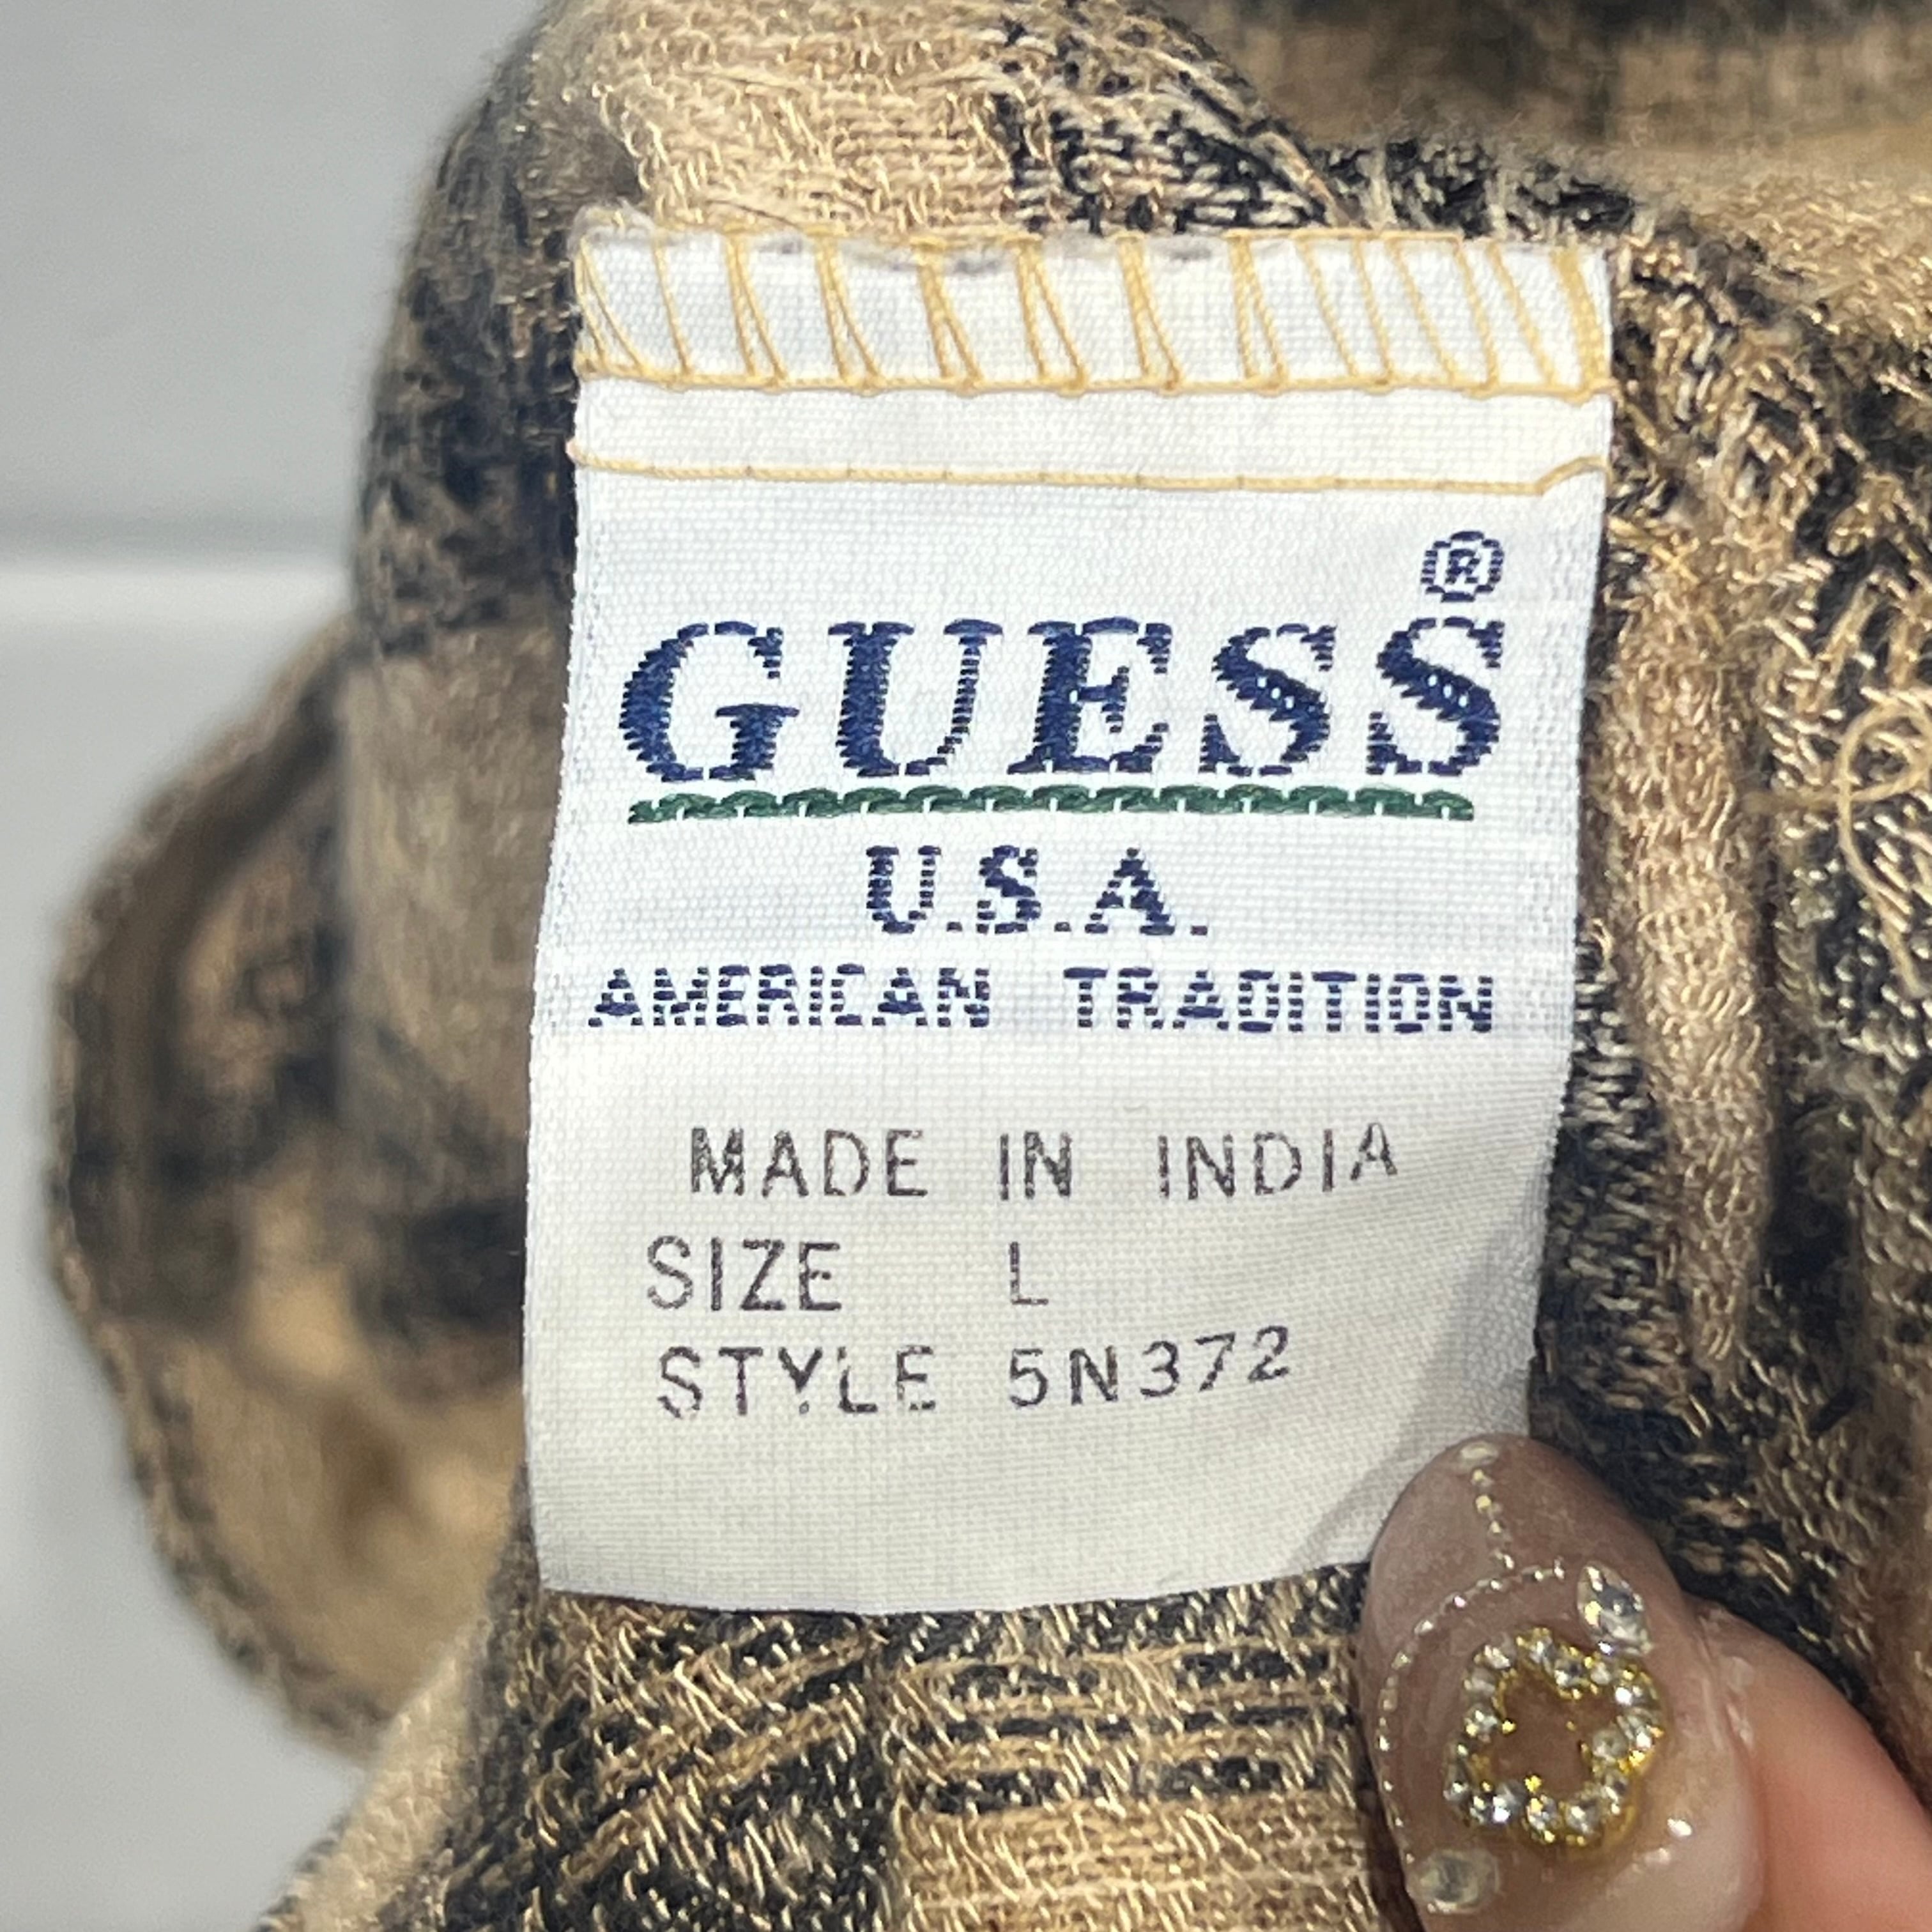 ®
GUESS
U.S.A.
AMERICAN TRADITION
MADE IN INDIA
SIZE L
STYLE 5N372